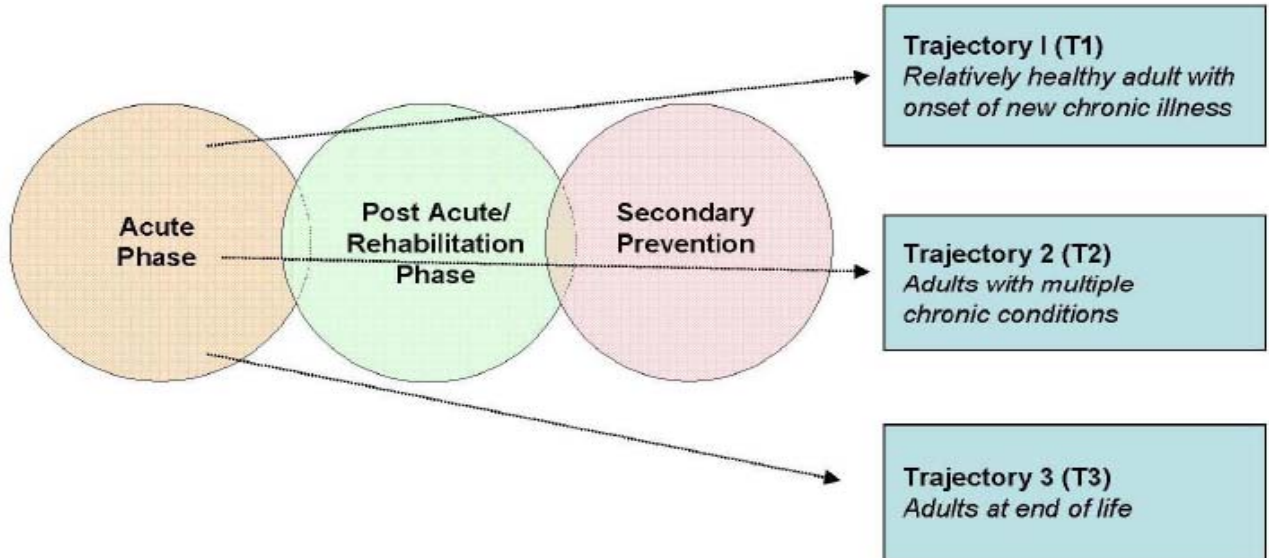 Acute
Phase
Post Acute/
Rehabilitation
Phase
Secondary
Prevention
Trajectory I (T1)
Relatively healthy adult with
onset of new chronic illness
Trajectory 2 (T2)
Adults with multiple
chronic conditions
Trajectory 3 (T3)
Adults at end of life